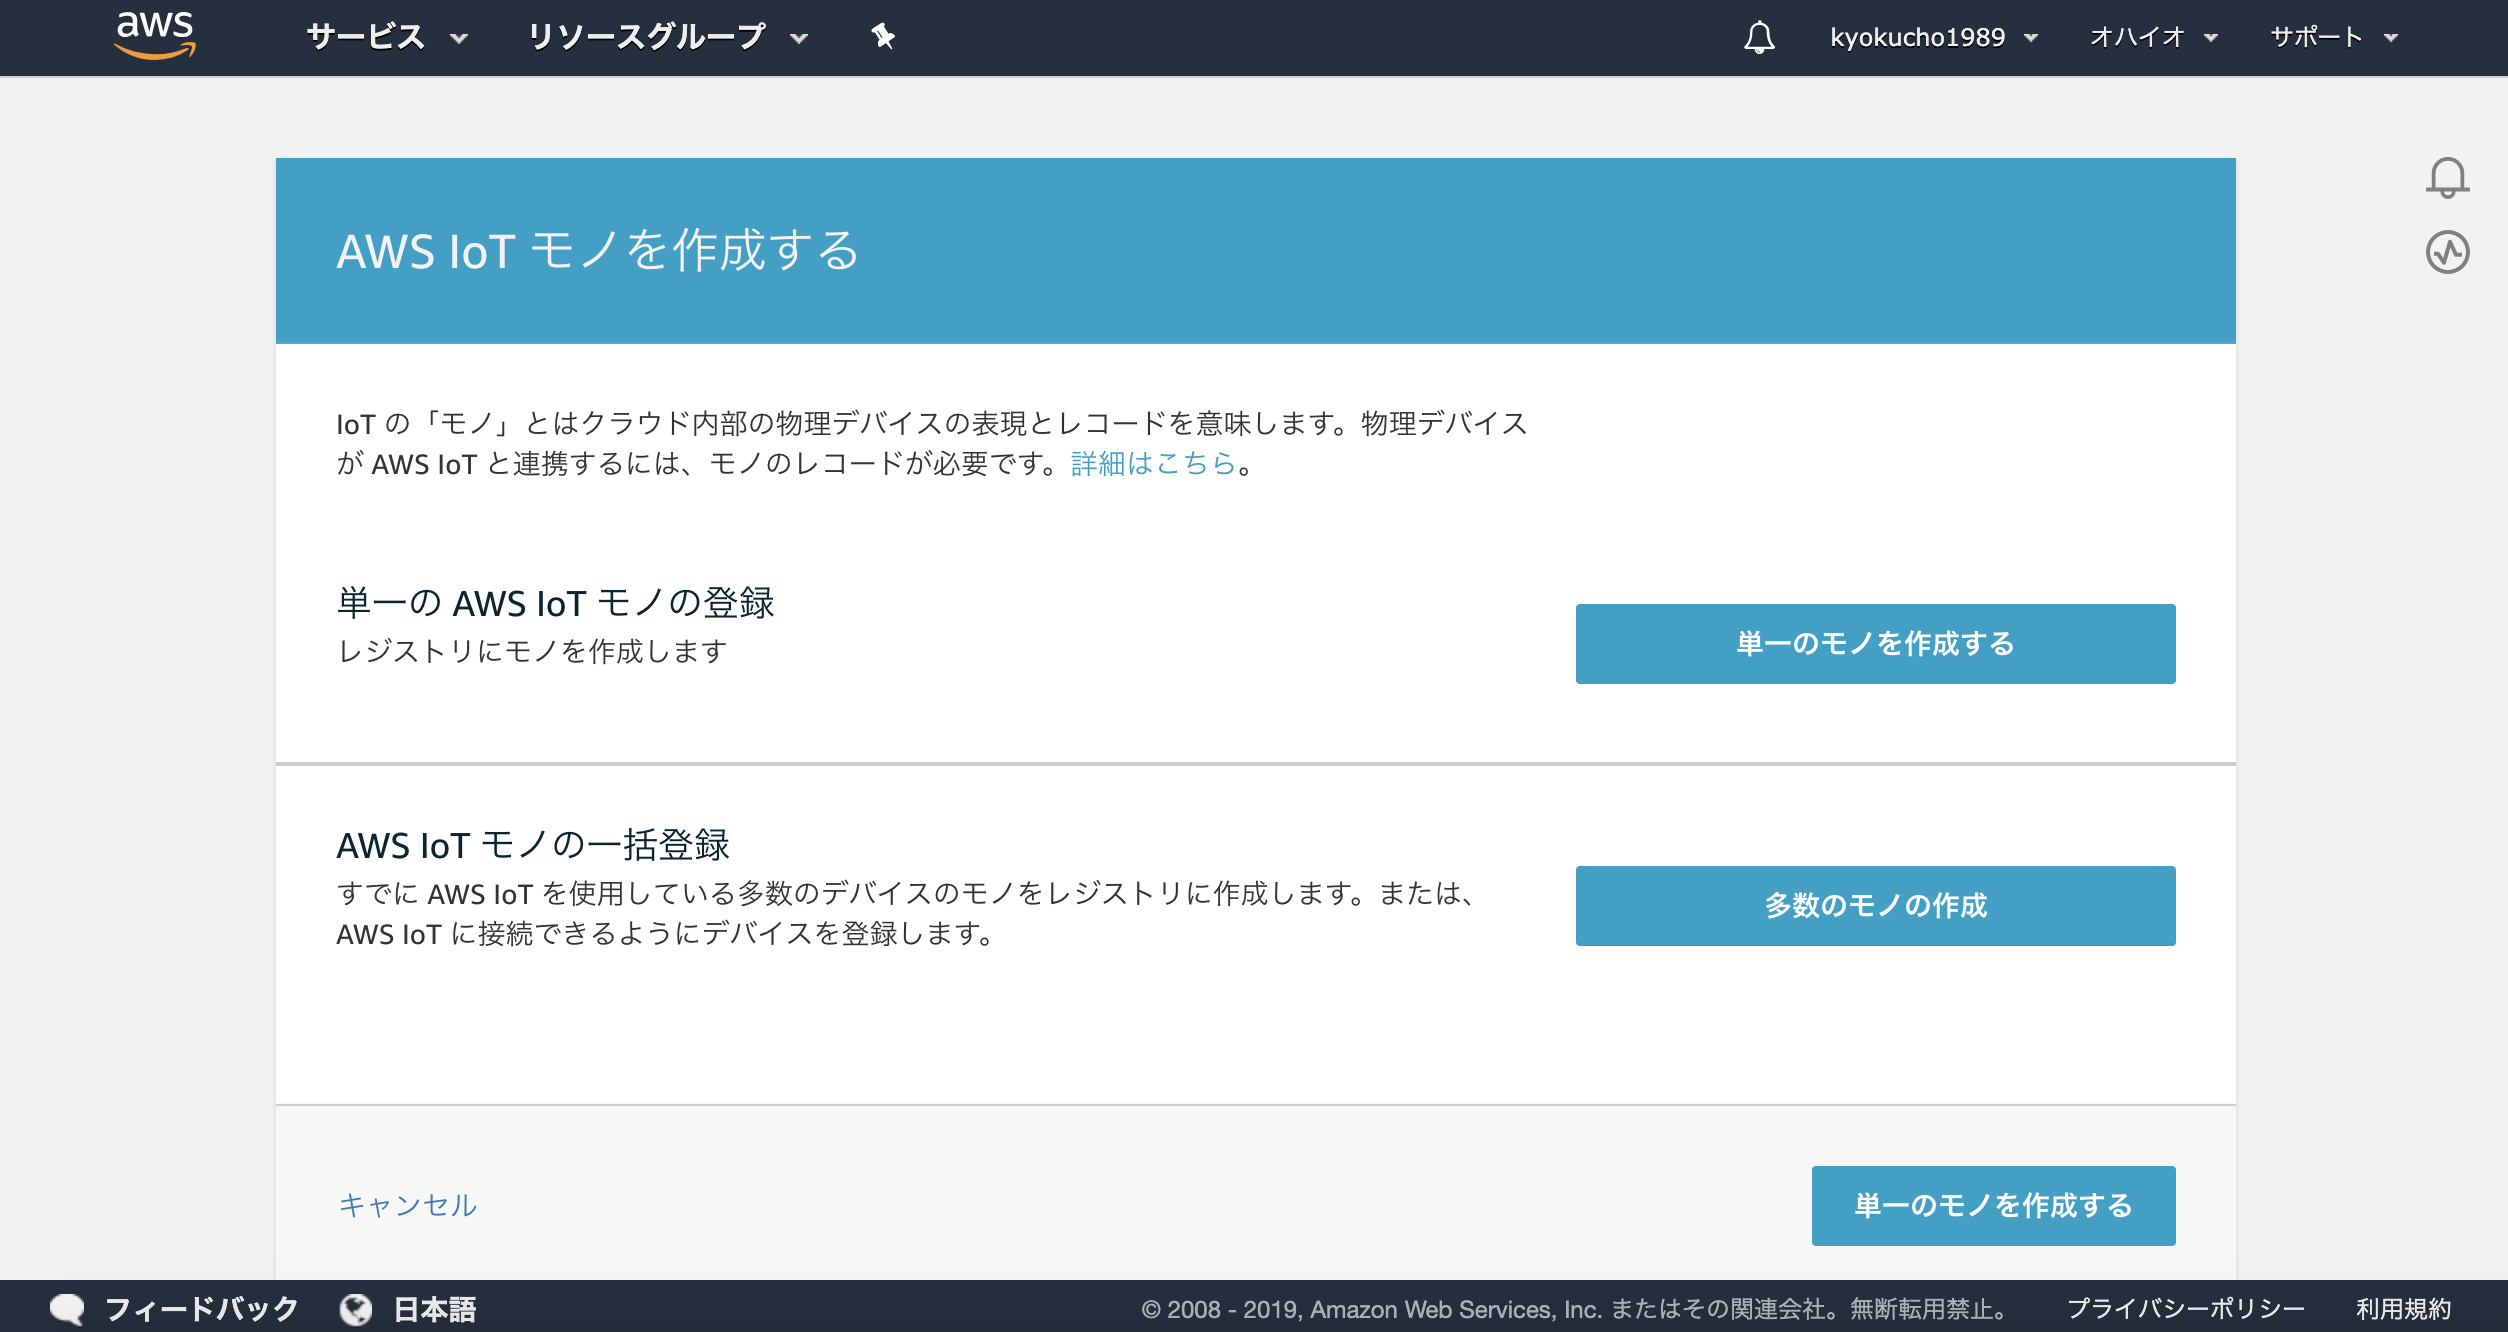 aws
サービス
リソースグループ
kyokucho1989
オハイオ
サポート
AWS IoT モノを作成する
IoT の「モノ」とはクラウド内部の物理デバイスの表現とレコードを意味します。物理デバイス
が AWS IoT と連携するには、モノのレコードが必要です。詳細はこちら。
単一の AWS IoT モノの登録
レジストリにモノを作成します
単一のモノを作成する
AWS IoT モノの一括登録
すでに AWS IoT を使用している多数のデバイスのモノをレジストリに作成します。または、
AWS IoT に接続できるようにデバイスを登録します。
多数のモノの作成
キャンセル
単一のモノを作成する
フィードバック
日本語
© 2008 - 2019, Amazon Web Services, Inc. またはその関連会社。無断転用禁止。
プライバシーポリシー
利用規約